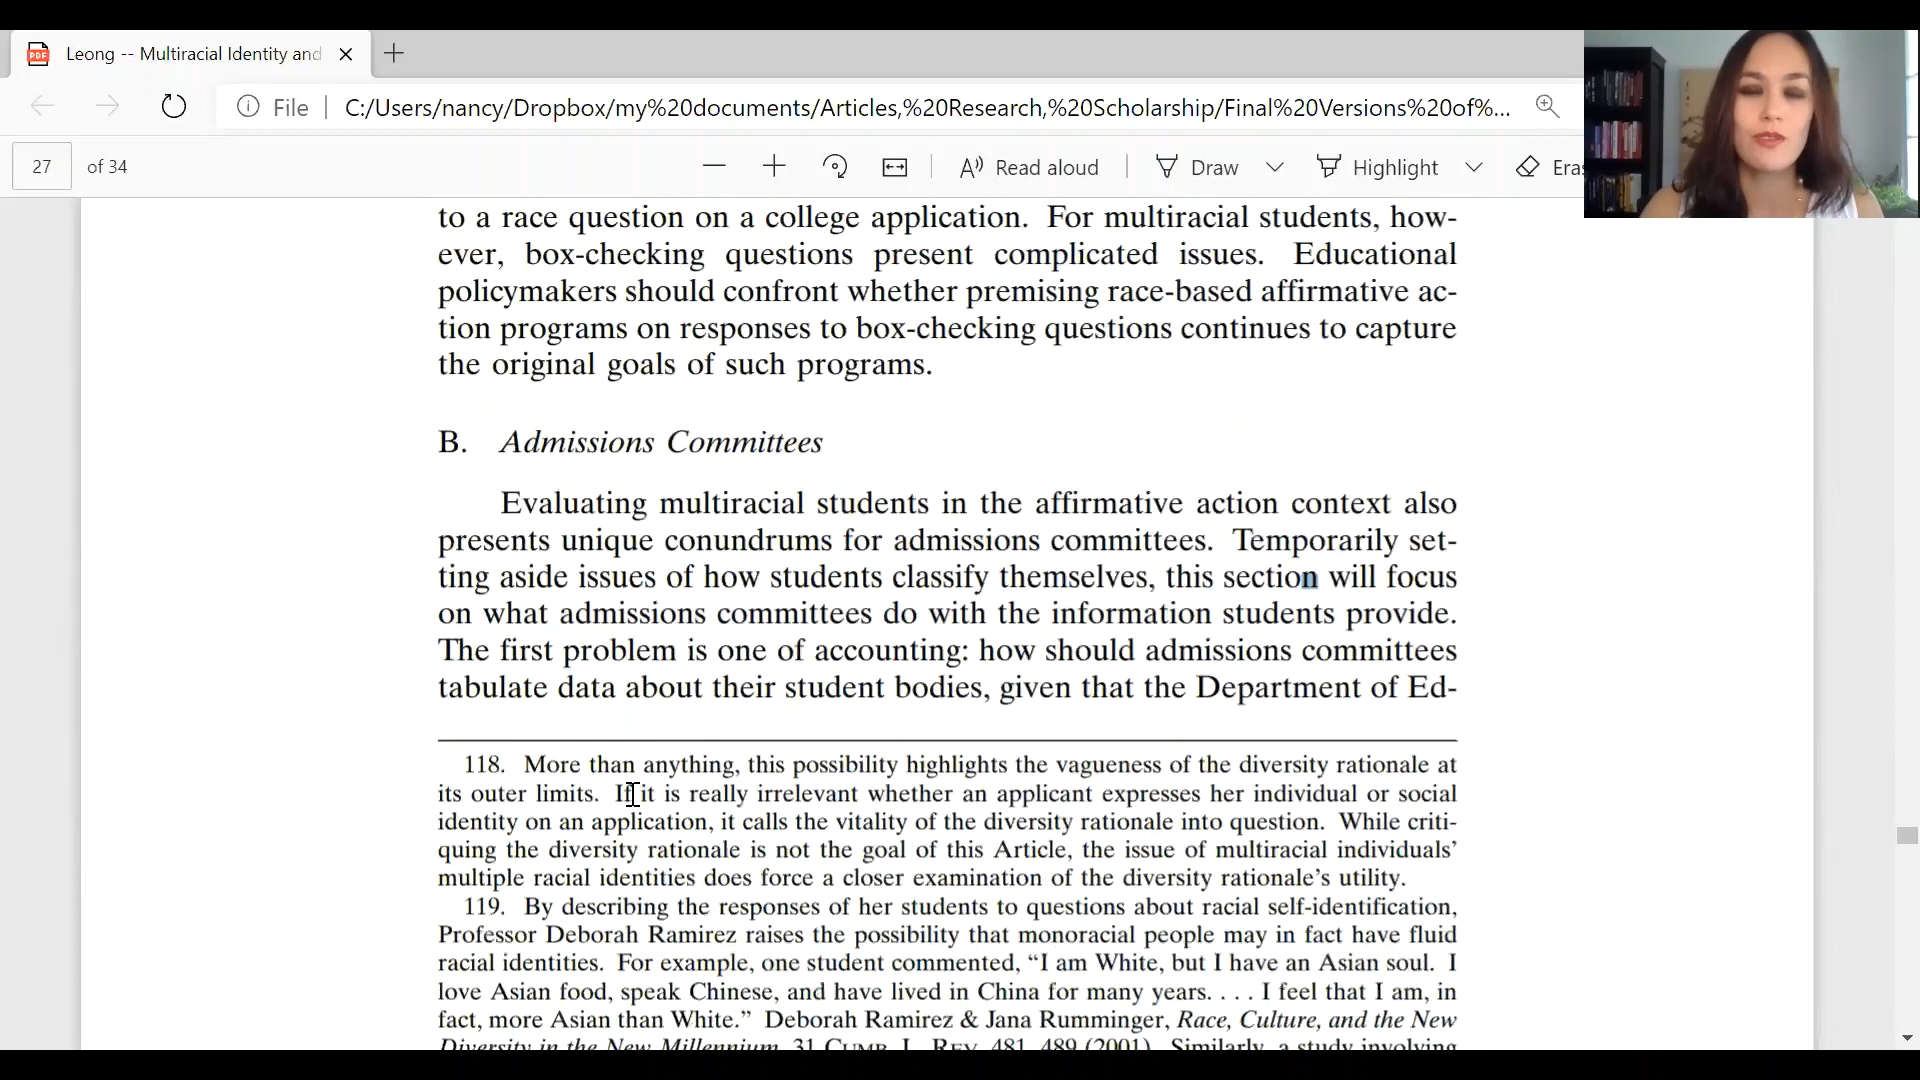 Leong -- Multiracial Identity and
File
C:/Users/nancy/Dropbox/my%20documents/Articles,%20Research,%20Scholarship/Final%20Versions%20of%...
27 of 34
Read aloud
Draw
Highlight
Eras
to a race question on a college application. For multiracial students, how-
ever, box-checking questions present complicated issues. Educational
policymakers should confront whether premising race-based affirmative ac-
tion programs on responses to box-checking questions continues to capture
the original goals of such programs.
B. Admissions Committees
Evaluating multiracial students in the affirmative action context also
presents unique conundrums for admissions committees. Temporarily set-
ting aside issues of how students classify themselves, this section will focus
on what admissions committees do with the information students provide.
The first problem is one of accounting: how should admissions committees
tabulate data about their student bodies, given that the Department of Ed-
118. More than anything, this possibility highlights the vagueness of the diversity rationale at
its outer limits. If it is really irrelevant whether an applicant expresses her individual or social
identity on an application, it calls the vitality of the diversity rationale into question. While criti-
quing the diversity rationale is not the goal of this Article, the issue of multiracial individuals’
multiple racial identities does force a closer examination of the diversity rationale’s utility.
119. By describing the responses of her students to questions about racial self-identification,
Professor Deborah Ramirez raises the possibility that monoracial people may in fact have fluid
racial identities. For example, one student commented, “I am White, but I have an Asian soul. I
love Asian food, speak Chinese, and have lived in China for many years. . . . I feel that I am, in
fact, more Asian than White.” Deborah Ramirez & Jana Rumminger, Race, Culture, and the New
Diversity in the New Millennium, 31 CUMB. L. REV. 481, 489 (2001). Similarly, a study involving